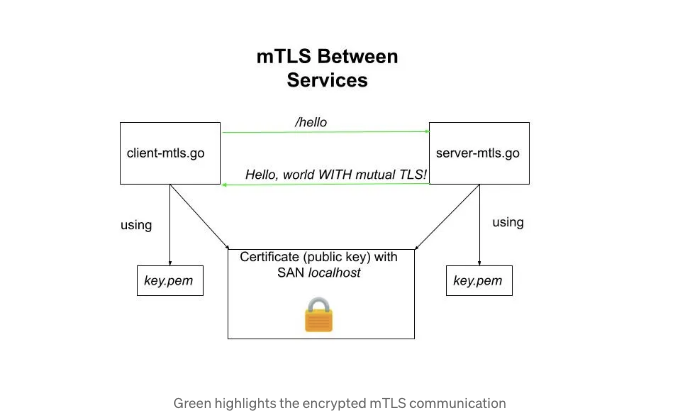 mTLS Between
Services
/hello
client-mtls.go
server-mtls.go
Hello, world WITH mutual TLS!
using
using
Certificate (public key) with
SAN localhost
key.pem
key.pem
Green highlights the encrypted mTLS communication